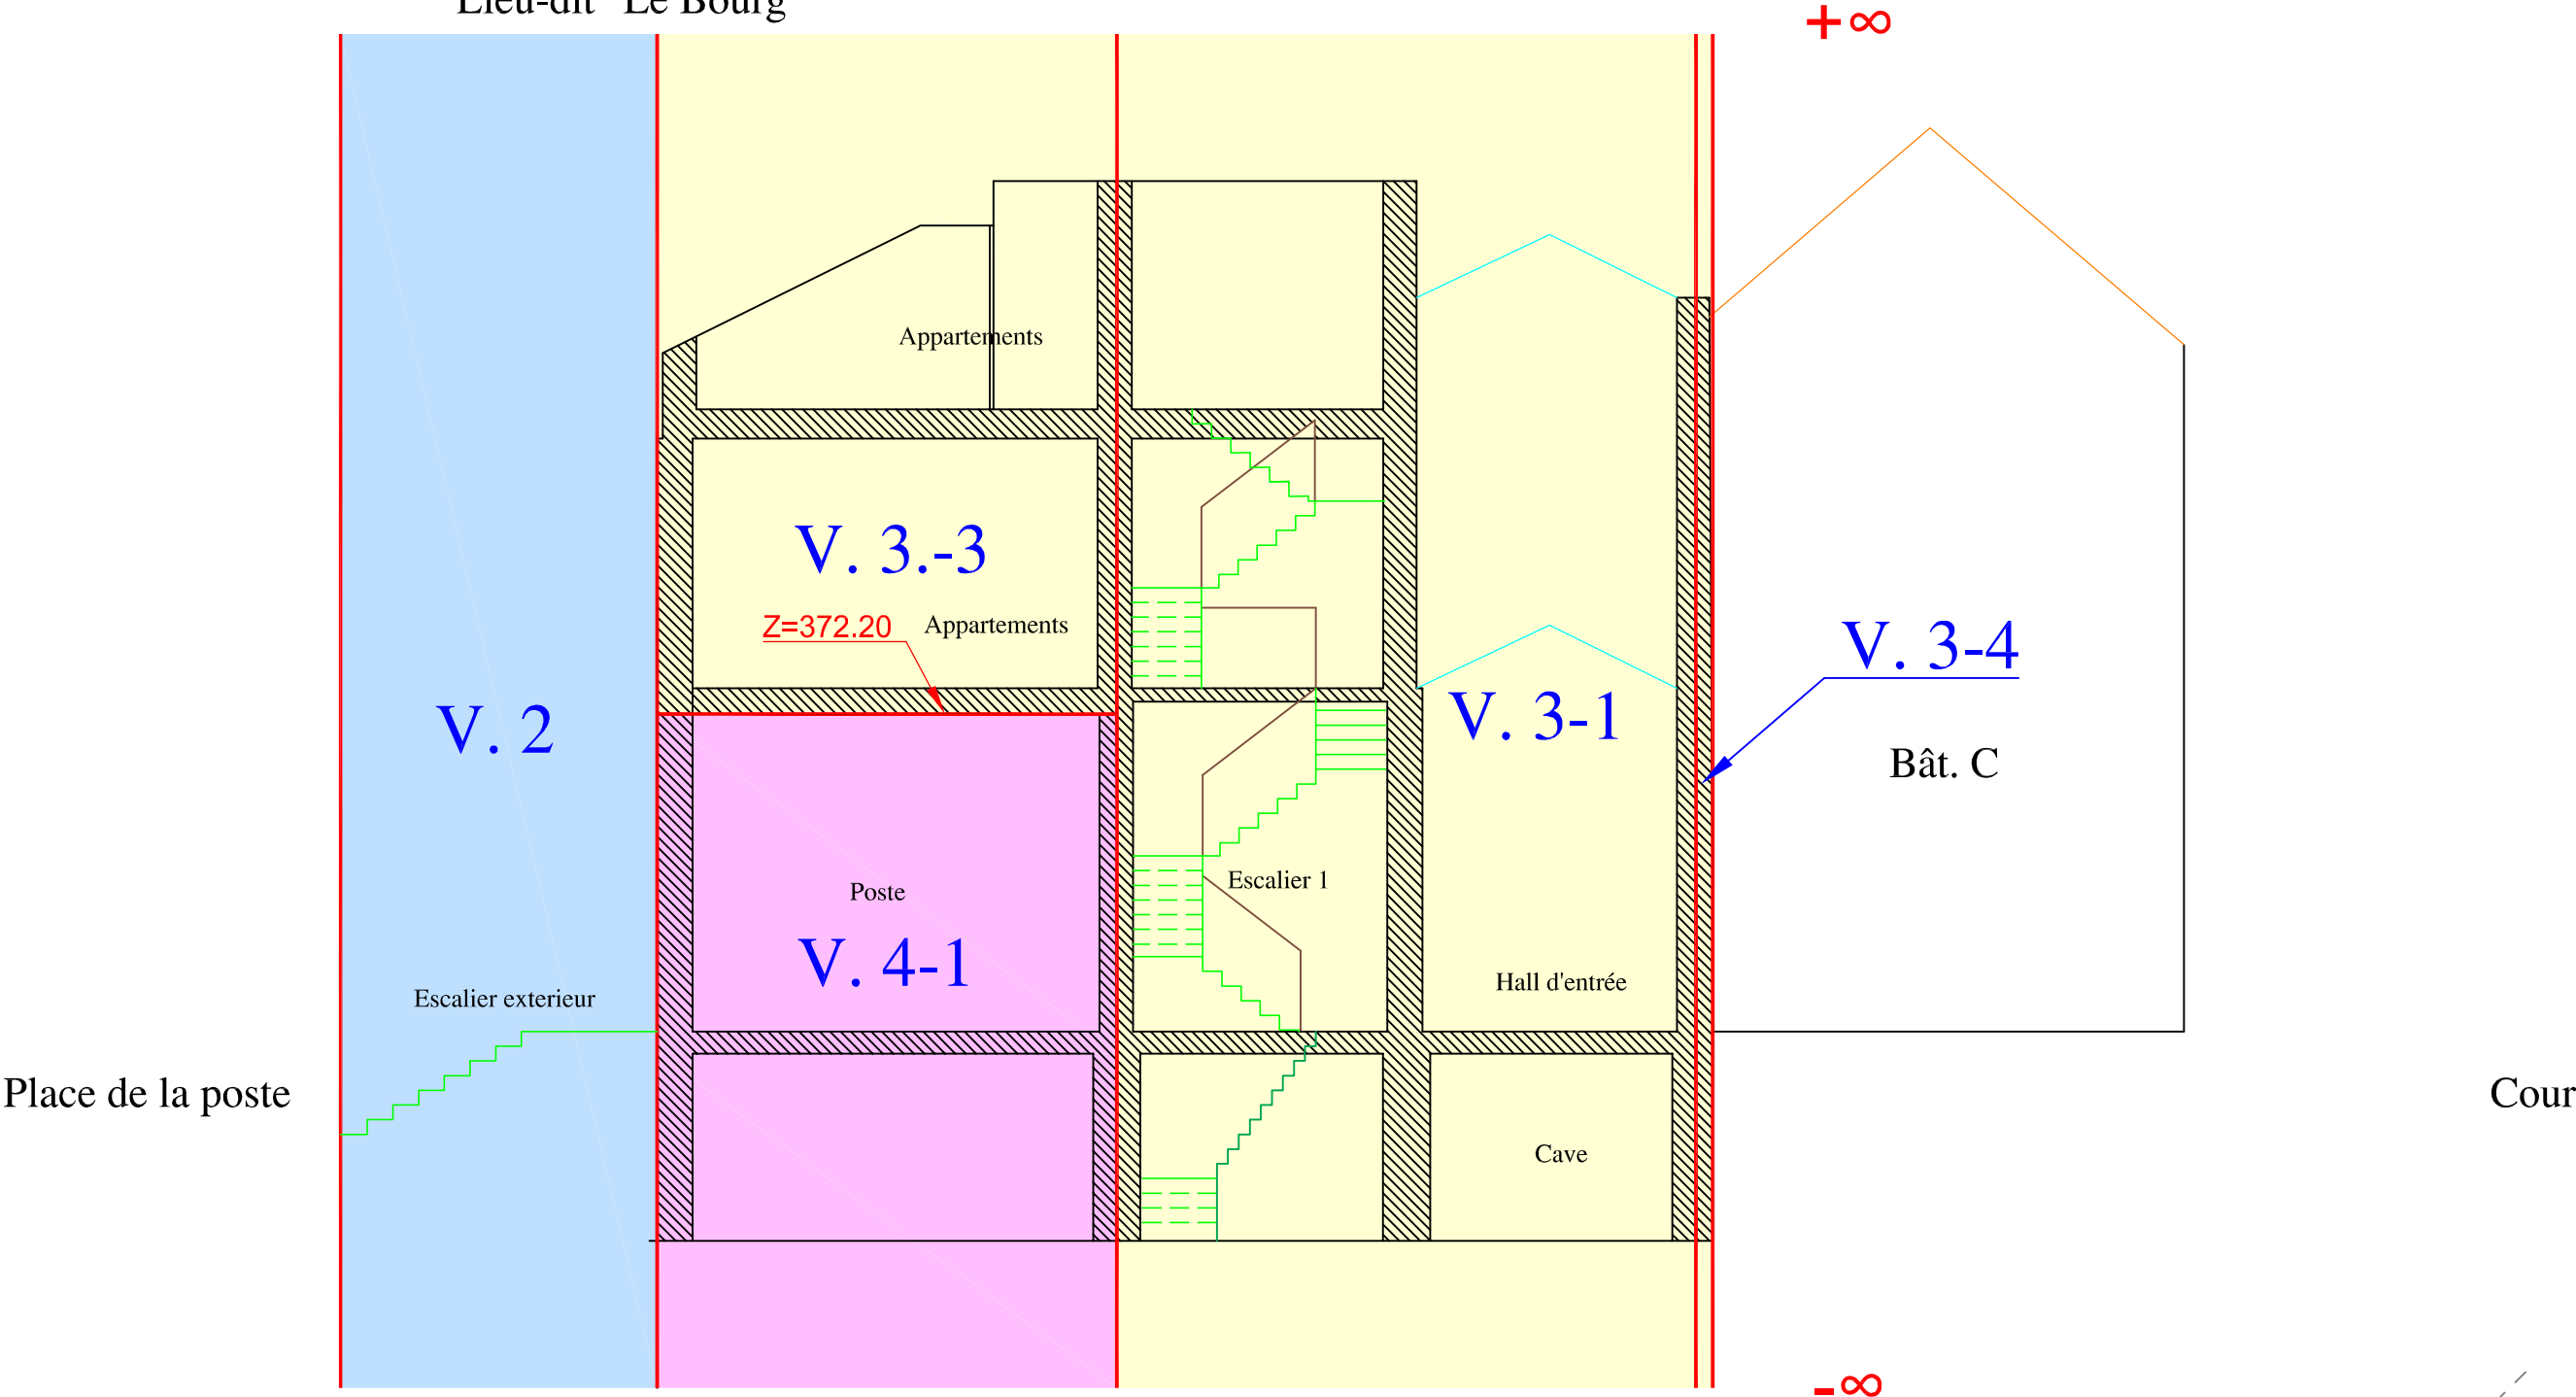 Lieu-dit "Le Bourg"
+∞
Appartements
V. 3.-3
Z=372.20
Appartements
V. 3-4
V. 2
V. 3-1
Bât. C
Poste
Escalier 1
V. 4-1
Hall d'entrée
Escalier exterieur
Place de la poste
Cour
Cave
-∞